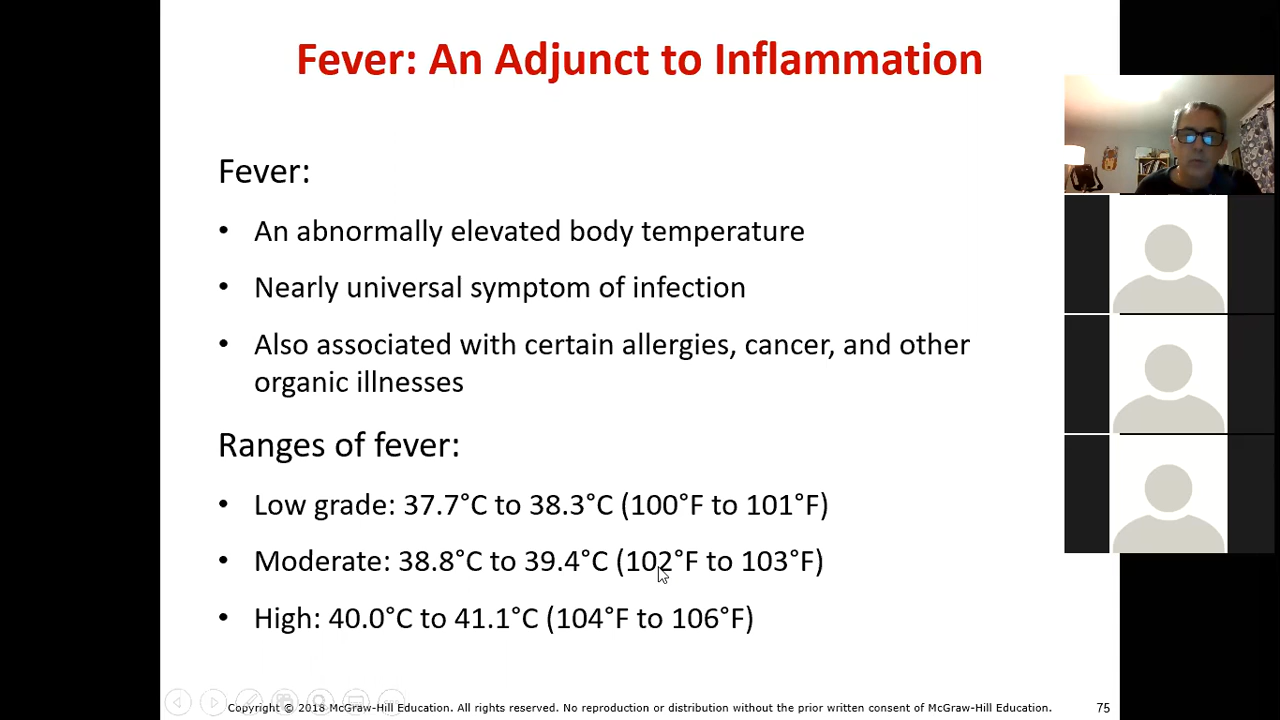 Fever: An Adjunct to Inflammation
Fever:
• An abnormally elevated body temperature
• Nearly universal symptom of infection
• Also associated with certain allergies, cancer, and other
organic illnesses
Ranges of fever:
• Low grade: 37.7°C to 38.3°C (100°F to 101°F)
• Moderate: 38.8°C to 39.4°C (102°F to 103°F)
• High: 40.0°C to 41.1°C (104°F to 106°F)
Copyright © 2018 McGraw-Hill Education. All rights reserved. No reproduction or distribution without the prior written consent of McGraw-Hill Education.
75